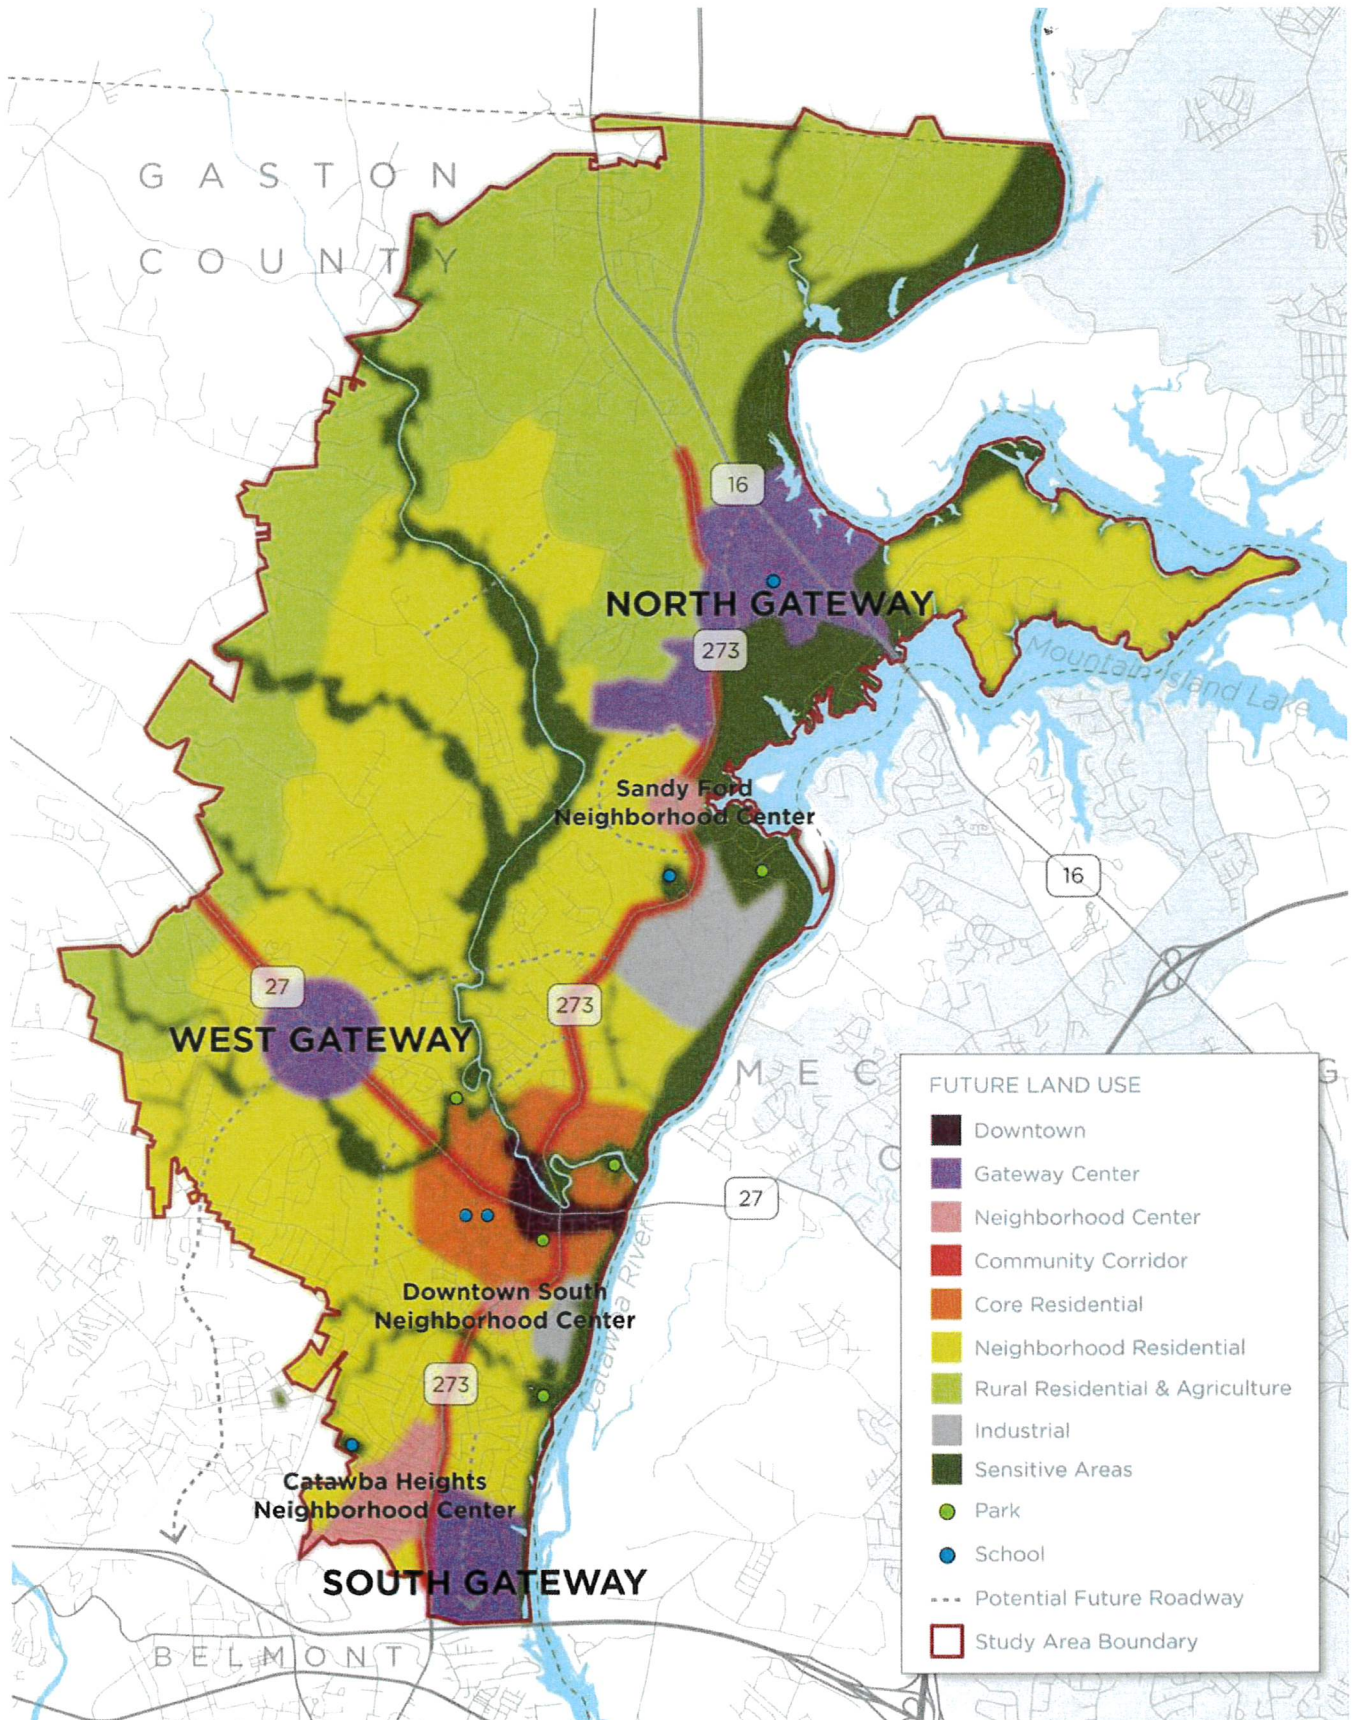 GASTON
COUNTY
16
NORTH GATEWAY
273
Mountain Island Lake
Sandy Ford
Neighborhood Center
16
27
273
WEST GATEWAY
MEC
C
G
27
Catawba River
Downtown South
Neighborhood Center
273
Catawba Heights
Neighborhood Center
SOUTH GATEWAY
BELMONT
FUTURE LAND USE
Downtown
Gateway Center
Neighborhood Center
Community Corridor
Core Residential
Neighborhood Residential
Rural Residential & Agriculture
Industrial
Sensitive Areas
Park
School
Potential Future Roadway
Study Area Boundary